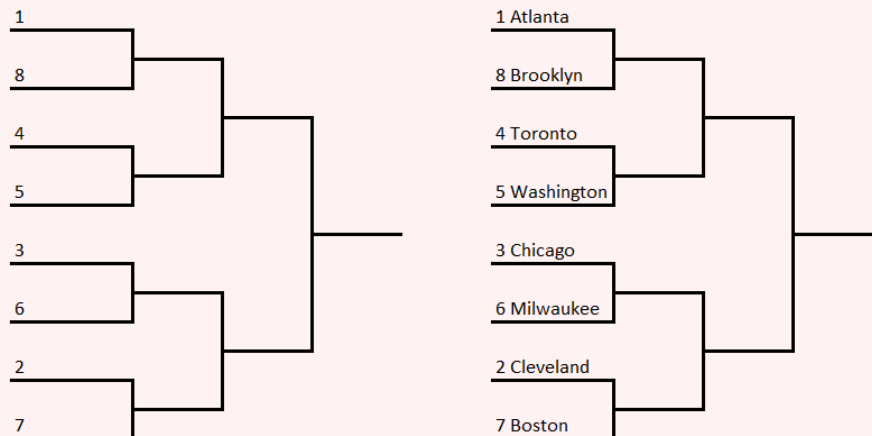 1
8
4
5
3
6
2
7
1 Atlanta
8 Brooklyn
4 Toronto
5 Washington
3 Chicago
6 Milwaukee
2 Cleveland
7 Boston